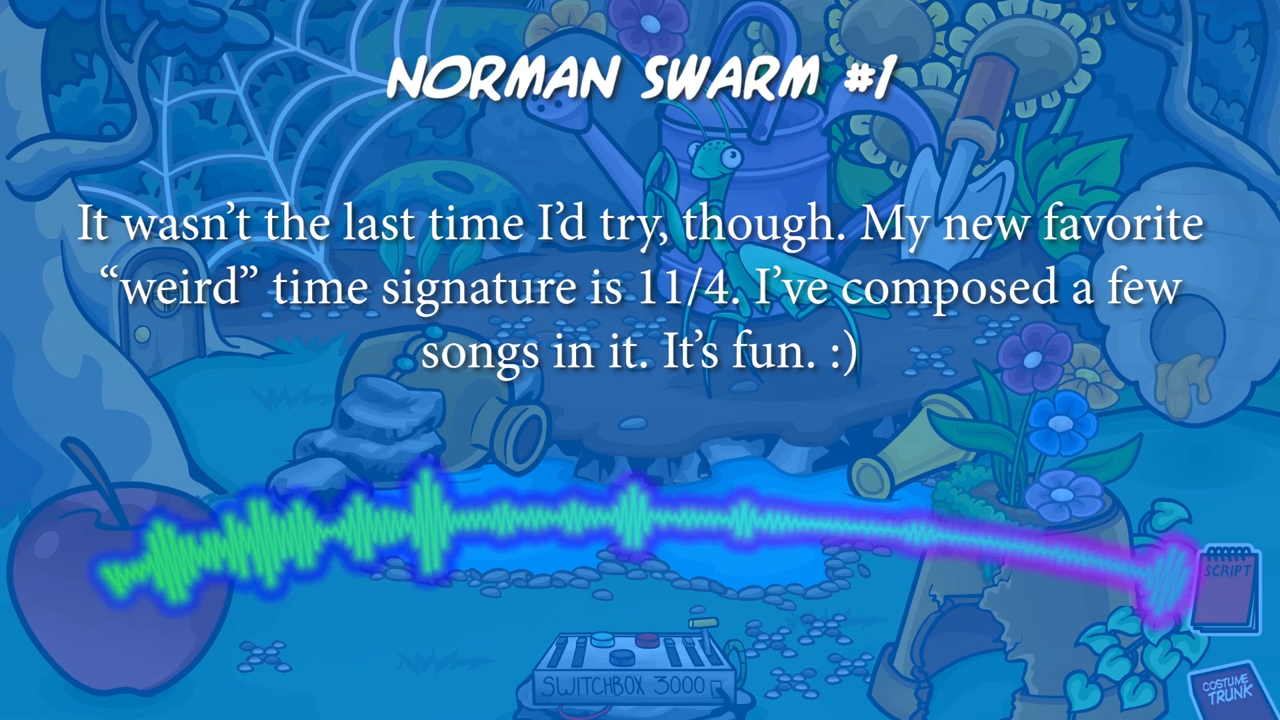 NORMAN SWARM #1
It wasn’t the last time I’d try, though. My new favorite
“weird” time signature is 11/4. I’ve composed a few
songs in it. It’s fun. :)
SCRIPT
SWITCHBOX 3000
COSTUME
TRUNK